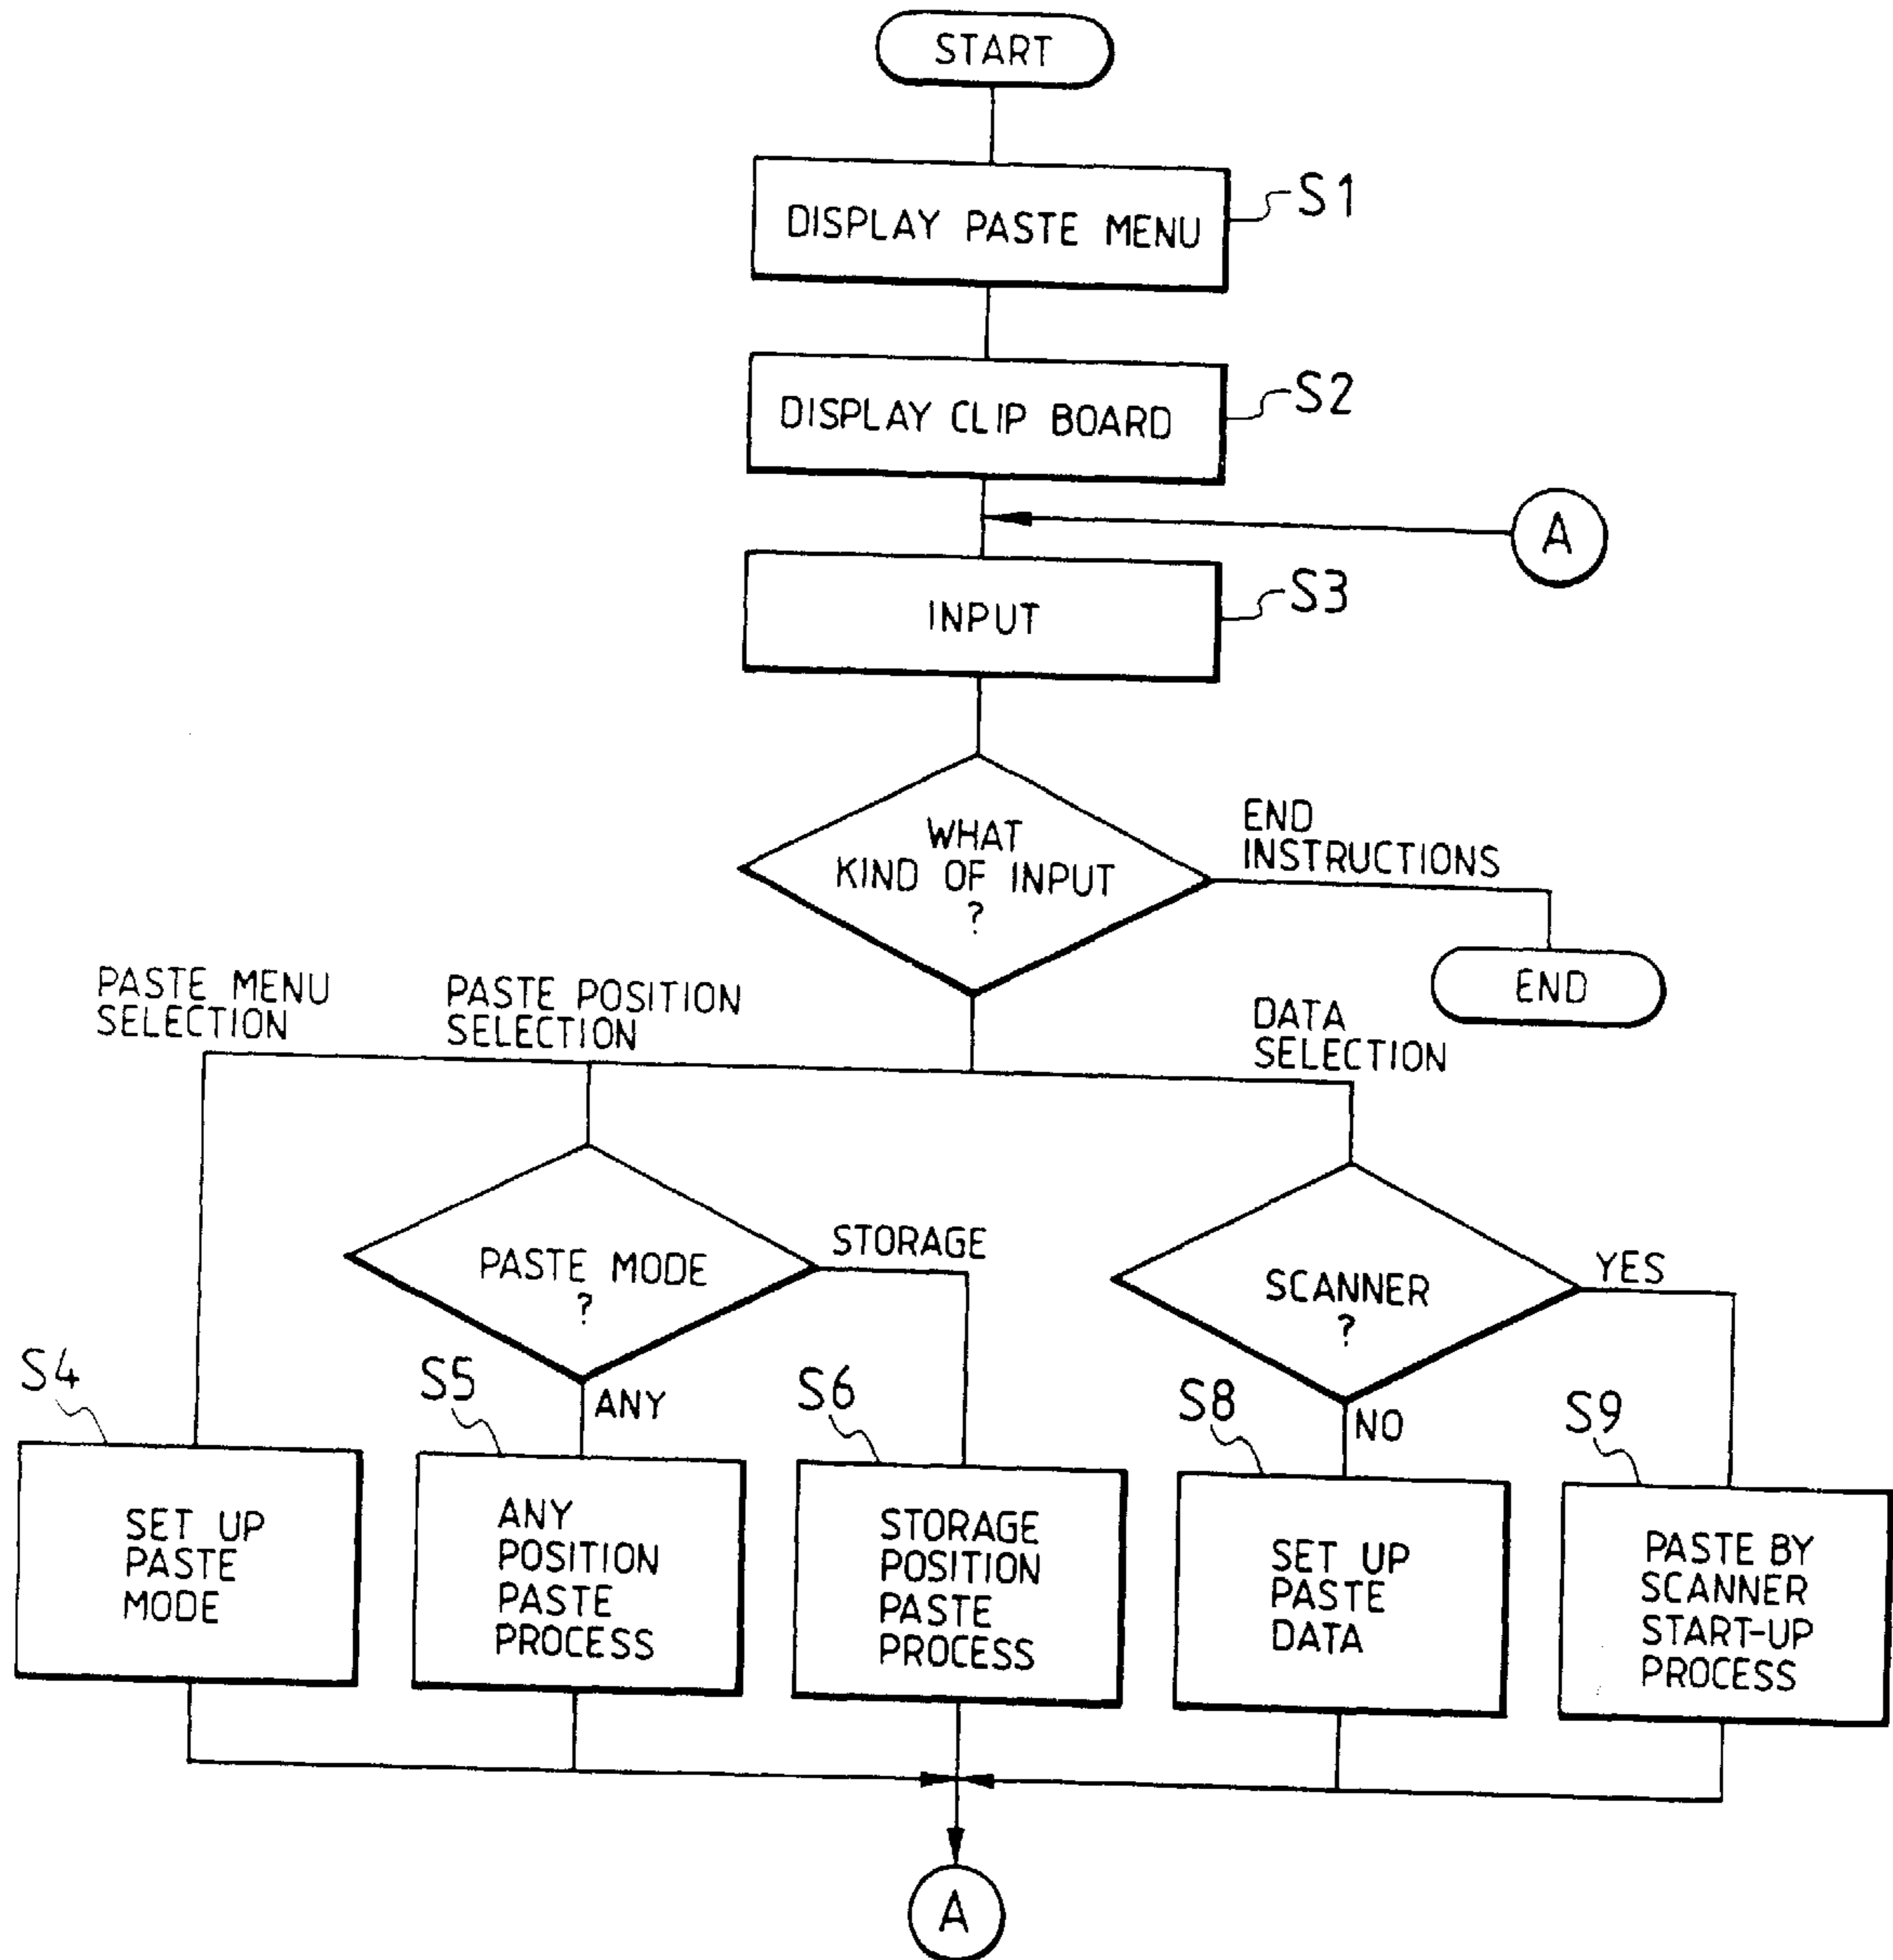 START
DISPLAY PASTE MENU
S1
DISPLAY CLIP BOARD
S2
A
INPUT
S3
WHAT
KIND OF INPUT
?
END
INSTRUCTIONS
END
PASTE MENU
SELECTION
PASTE POSITION
SELECTION
DATA
SELECTION
PASTE MODE
?
STORAGE
ANY
SCANNER
?
YES
NO
S4
SET UP
PASTE
MODE
S5
ANY
POSITION
PASTE
PROCESS
S6
STORAGE
POSITION
PASTE
PROCESS
S8
SET UP
PASTE
DATA
S9
PASTE BY
SCANNER
START-UP
PROCESS
A